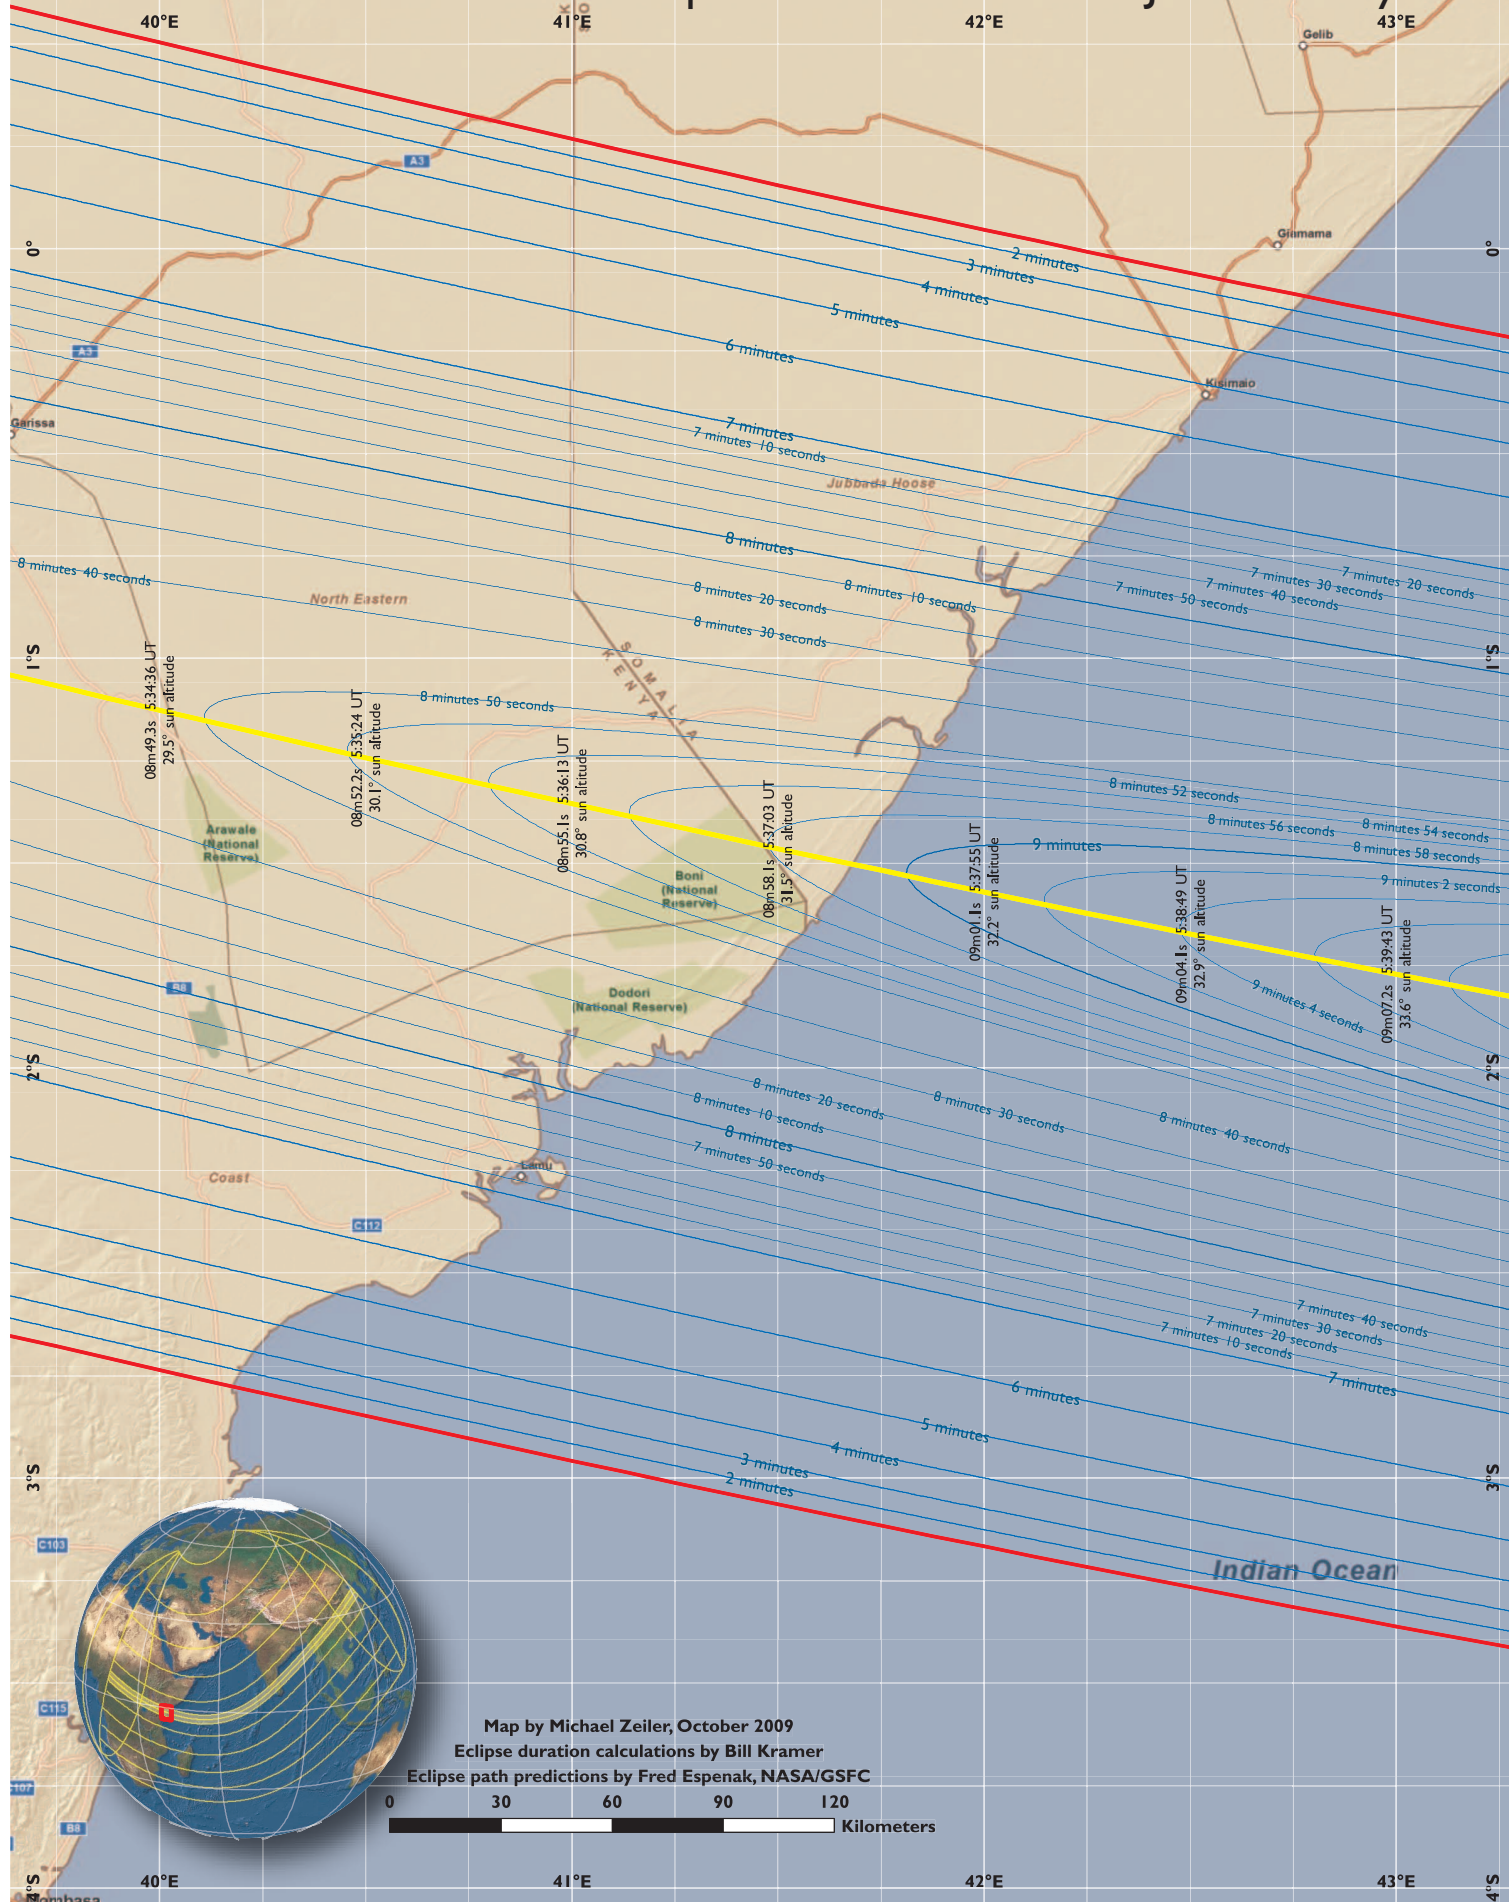 40°E
41°E
42°E
43°E
Gelib
A3
0°
0°
Giamama
2 minutes
3 minutes
4 minutes
5 minutes
6 minutes
A3
Kisimaio
Garissa
7 minutes
7 minutes 10 seconds
Jubbada Hoose
8 minutes
8 minutes 40 seconds
North Eastern
8 minutes 20 seconds
8 minutes 10 seconds
7 minutes 50 seconds
7 minutes 40 seconds
7 minutes 30 seconds
7 minutes 20 seconds
8 minutes 30 seconds
1°S
1°S
SOMALIA
KENYA
08m49.3s 5:34:36 UT
29.5° sun altitude
08m52.2s 5:35:24 UT
30.1° sun altitude
8 minutes 50 seconds
08m55.1s 5:36:13 UT
30.8° sun altitude
08m58.1s 5:37:03 UT
31.5° sun altitude
09m01.1s 5:37:55 UT
32.2° sun altitude
09m04.1s 5:38:49 UT
32.9° sun altitude
09m07.2s 5:39:43 UT
33.6° sun altitude
8 minutes 52 seconds
8 minutes 56 seconds
8 minutes 54 seconds
9 minutes
8 minutes 58 seconds
9 minutes 2 seconds
Arawale
(National
Reserve)
Boni
(National
Reserve)
B8
Dodori
(National Reserve)
9 minutes 4 seconds
2°S
2°S
8 minutes 20 seconds
8 minutes 10 seconds
8 minutes 30 seconds
8 minutes
7 minutes 50 seconds
8 minutes 40 seconds
Lamu
Coast
C112
7 minutes 40 seconds
7 minutes 30 seconds
7 minutes 20 seconds
7 minutes 10 seconds
7 minutes
6 minutes
5 minutes
4 minutes
3 minutes
2 minutes
3°S
3°S
C103
Indian Ocean
C115
Map by Michael Zeiler, October 2009
Eclipse duration calculations by Bill Kramer
Eclipse path predictions by Fred Espenak, NASA/GSFC
C107
0 30 60 90 120
Kilometers
B8
4°S
40°E
41°E
42°E
43°E
4°S
Mombasa